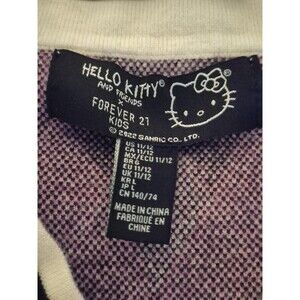 HELLO KITTY
AND FRIENDS
X
FOREVER 21
KIDS
© 2022 SANRIO CO., LTD.
US 11/12
CA 11/12
MX/ECU 11/12
BR G
EU 11/12
UK 11/12
KR L
JP L
CN 140/74
MADE IN CHINA
FABRIQUÉ EN
CHINE